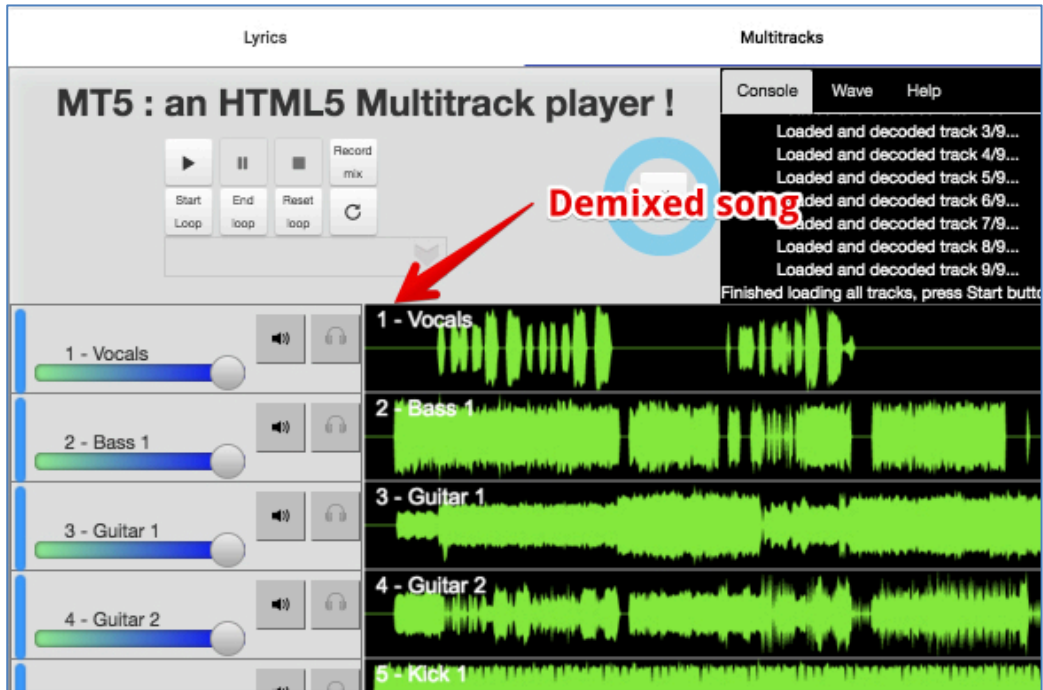 Lyrics
Multitracks
MT5 : an HTML5 Multitrack player !
Record
mix
Start
Loop
End
loop
Reset
loop
Console
Wave
Help
Loaded and decoded track 3/9...
Loaded and decoded track 4/9...
Loaded and decoded track 5/9...
Loaded and decoded track 6/9...
Loaded and decoded track 7/9...
Loaded and decoded track 8/9...
Loaded and decoded track 9/9...
Finished loading all tracks, press Start butto
Demixed song
1 - Vocals
1 - Vocals
2 - Bass 1
2 - Bass 1
3 - Guitar 1
3 - Guitar 1
4 - Guitar 2
4 - Guitar 2
5 - Kick 1